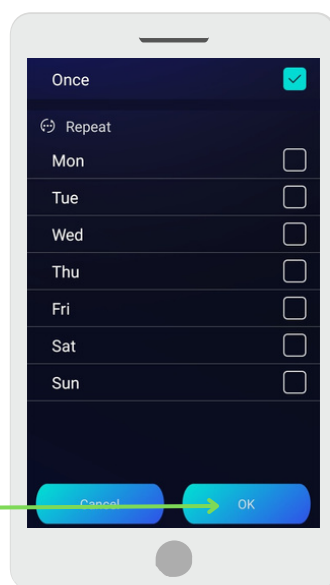 Once
Repeat
Mon
Tue
Wed
Thu
Fri
Sat
Sun
Cancel OK